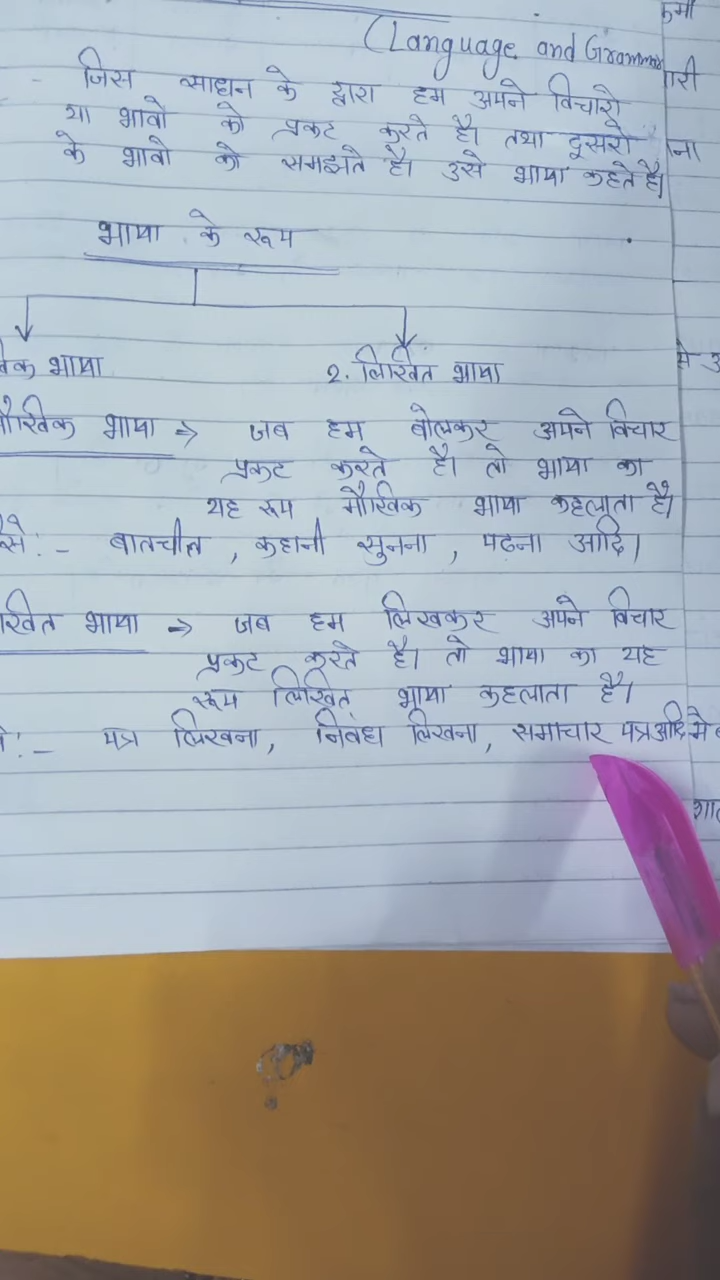 (Language and Grammar
जिस साधन के द्वारा हम अपने विचारो
या भावो को प्रकट करते है। तथा दूसरो
के भावो को समझते है। उसे भाषा कहते है।
भाषा के रूप
भाषा
2. लिखित भाषा
मौखिक भाषा ⇒ जब हम बोलकर अपने विचार
प्रकट करते है। तो भाषा का
यह रूप मौखिक भाषा कहलाता है।
:- बातचीत , कहानी सुनना , पढना आदि।
भाषा ⇒ जब हम लिखकर अपने विचार
प्रकट करते है। तो भाषा का यह
रूप लिखित भाषा कहलाता है।
:- पत्र लिखना, निबंध लिखना, समाचार पत्र आदि मे